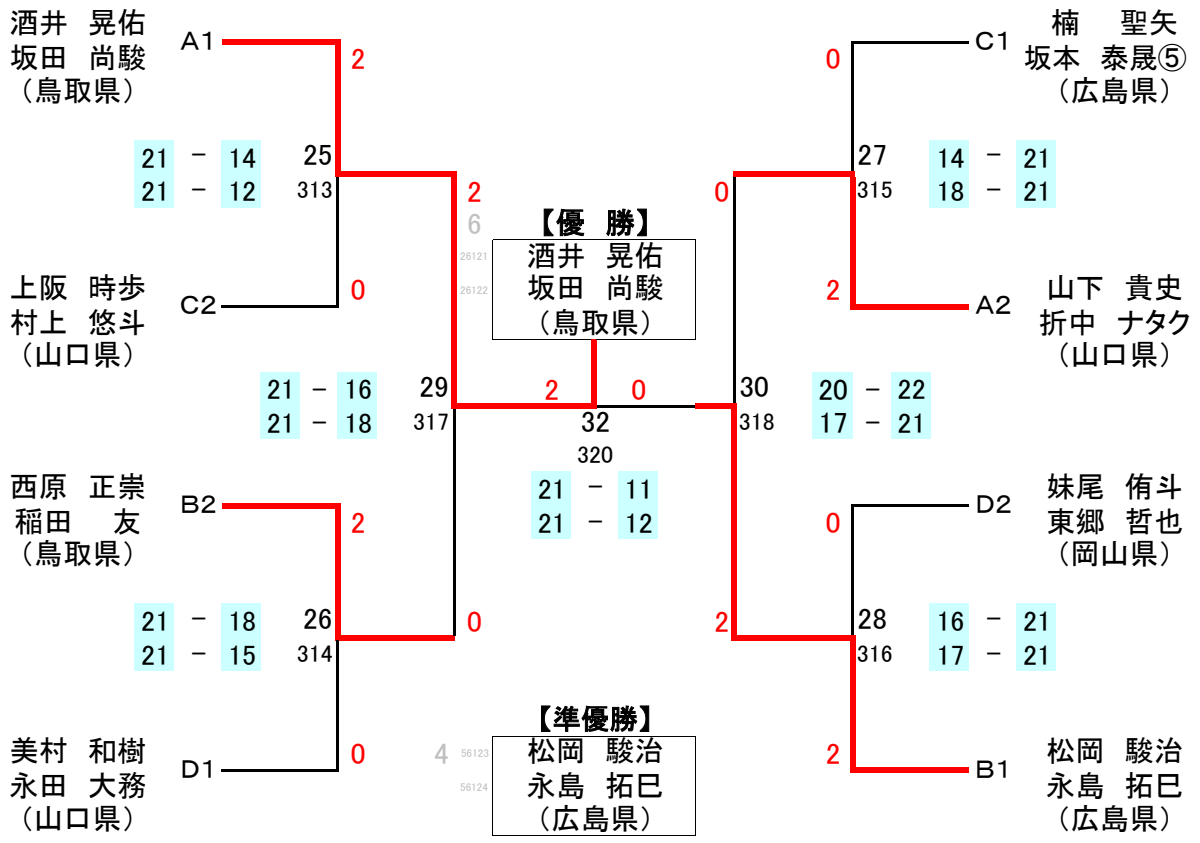 酒井 晃佑
坂田 尚駿
（鳥取県）
A1
2
21 － 14
21 － 12
25
313
上阪 時歩
村上 悠斗
（山口県）
C2
0
2
6
26121
26122
21 － 16
21 － 18
29
317
西原 正崇
稲田 友
（鳥取県）
B2
2
21 － 18
21 － 15
26
314
0
美村 和樹
永田 大務
（山口県）
D1
0
【優 勝】
酒井 晃佑
坂田 尚駿
（鳥取県）
2
0
32
320
21 － 11
21 － 12
【準優勝】
4
56123
56124
松岡 駿治
永島 拓巳
（広島県）
楠 聖矢
坂本 泰晟⑤
（広島県）
C1
0
27
315
14 － 21
18 － 21
0
山下 貴史
折中 ナタク
（山口県）
A2
2
30
318
20 － 22
17 － 21
妹尾 侑斗
東郷 哲也
（岡山県）
D2
0
28
316
16 － 21
17 － 21
2
松岡 駿治
永島 拓巳
（広島県）
B1
2